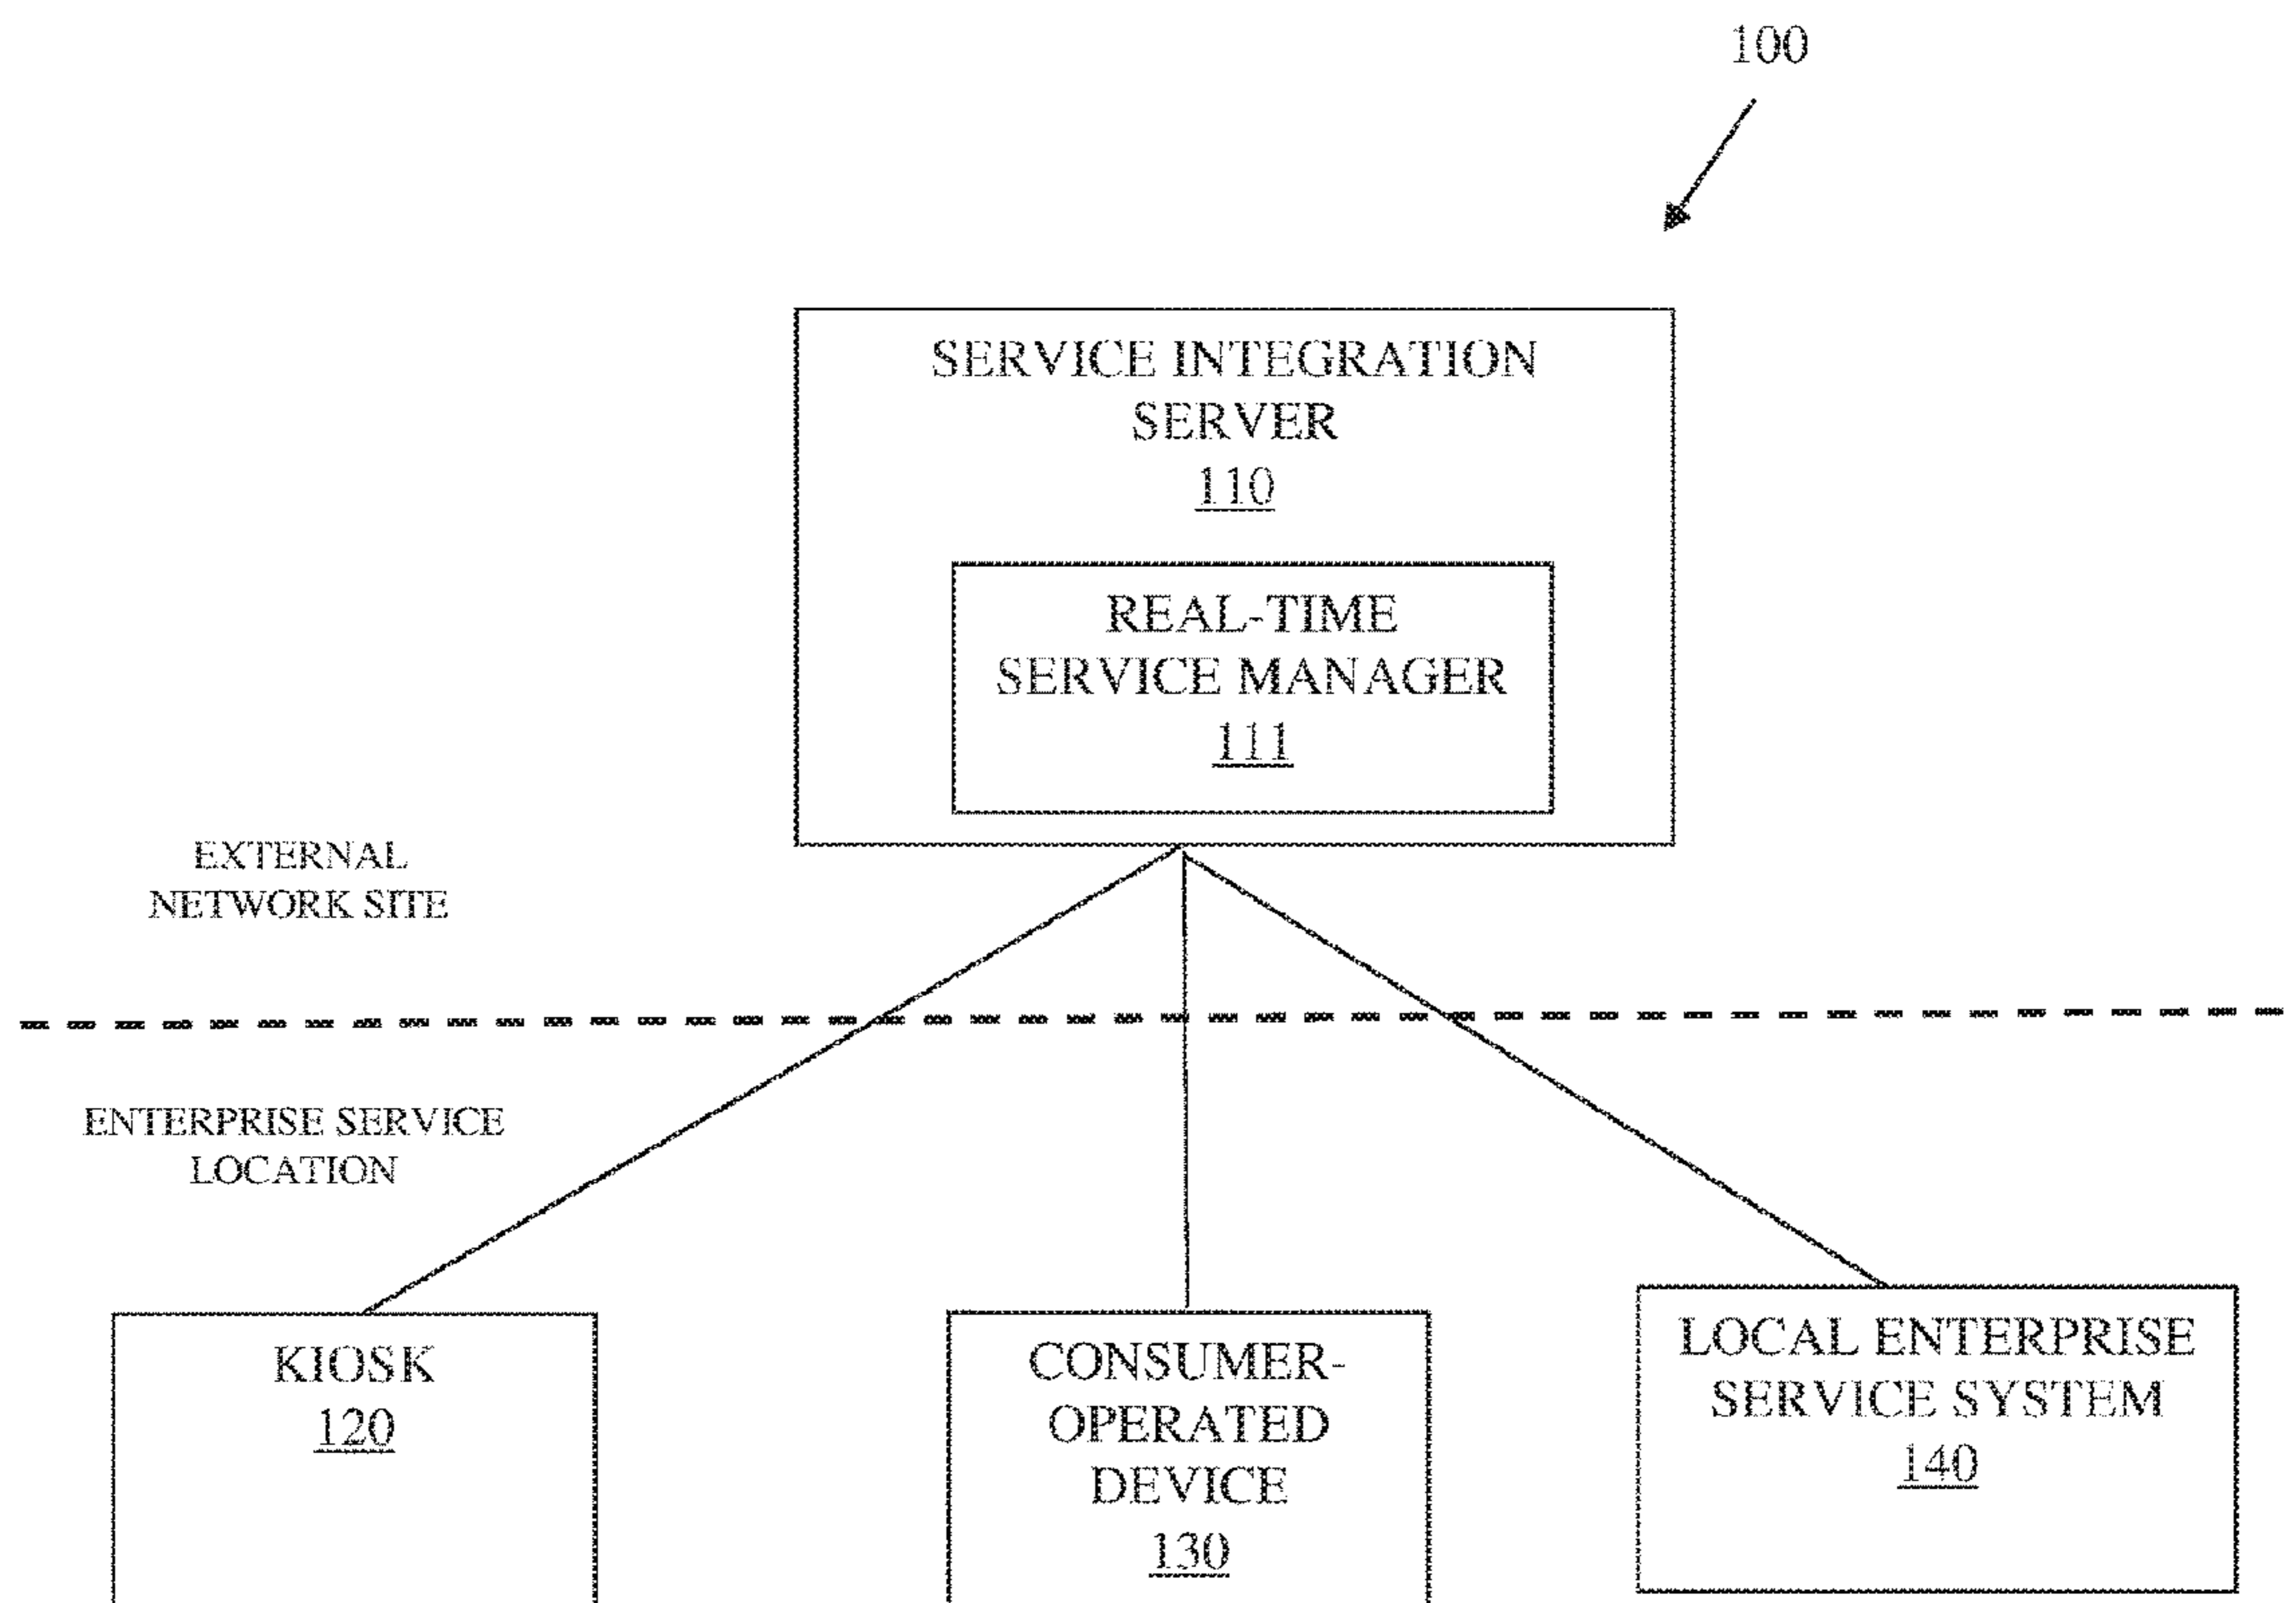 100
SERVICE INTEGRATION
SERVER
110
REAL-TIME
SERVICE MANAGER
111
EXTERNAL
NETWORK SITE
ENTERPRISE SERVICE
LOCATION
KIOSK
120
CONSUMER-
OPERATED
DEVICE
130
LOCAL ENTERPRISE
SERVICE SYSTEM
140